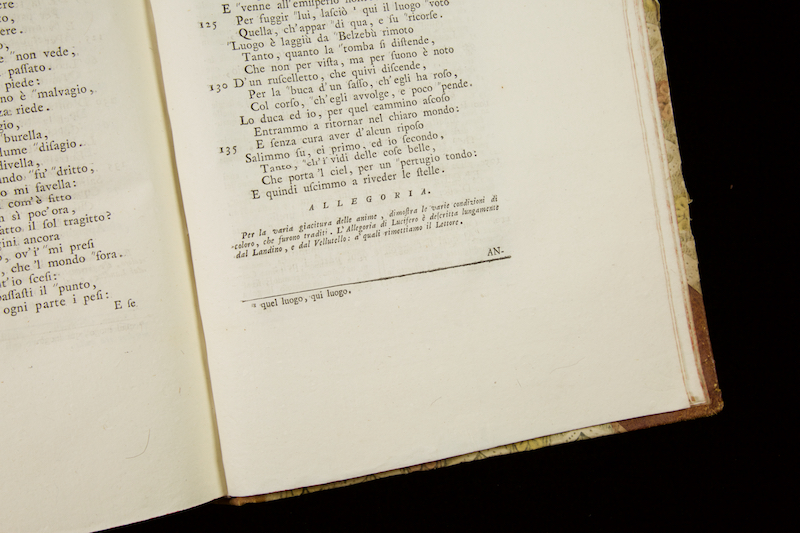 ere
to,
ere.
o,
e "non vede,
passato.
piede:
no è "malvagio,
za: riede.
gio,
"burella,
lume "disagio.
divella,
ando "fu" "dritto,
o mi favella:
com'è fitto
n sì poc'ora,
fatto il sol tragitto?
gini ancora
o, ov'i' "mi presi
, che 'l mondo "fora.
t'io scesi:
passasti il "punto,
ogni parte i pesi:
E se
E "venne all'emisperio
125 Per fuggir "lui, lasciò 'qui il luogo "voto
Quella, ch'appar "di qua, e su "ricorse.
"Luogo è laggiù da "Belzebù rimoto
Tanto, quanto la "tomba si distende,
Che non per vista, ma per suono è noto
130 D'un ruscelletto, che quivi discende,
Per la "buca d'un sasso, ch'egli ha roso,
Col corso, "ch'egli avvolge, e poco "pende.
Lo duca ed io, per quel cammino ascoso
Entrammo a ritornar nel chiaro mondo:
135 E senza cura aver d'alcun riposo
Salimmo su, ei primo, ed io secondo,
Tanto, "ch'i' vidi delle cose belle,
Che porta 'l ciel, per un "pertugio tondo:
E quindi uscimmo a riveder le stelle.
ALLEGORIA.
Per la varia giacitura delle anime, dimostra le varie condizioni di
coloro, che furono traditi. L'Allegoria di Lucifero è descritta lungamente
dal Landino, e dal Vellutello: a' quali rimettiamo il Lettore.
AN-
" quel luogo, qui luogo.